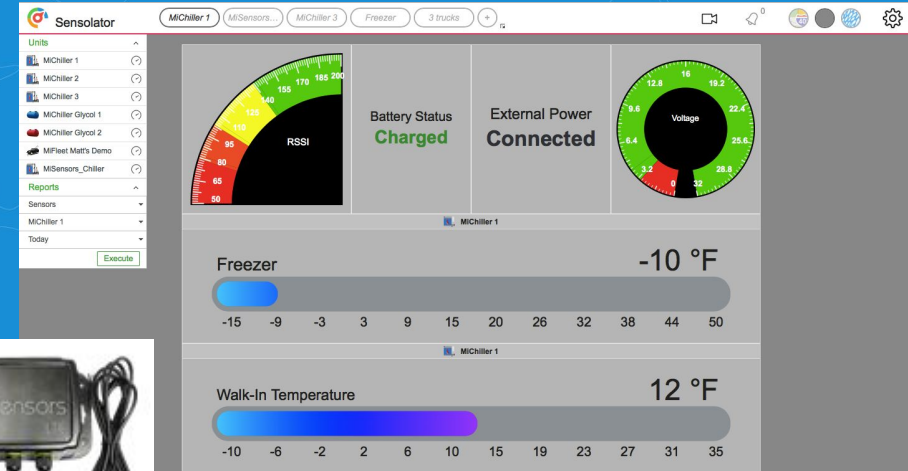 Sensolator
MiChiller 1
MiSensors...
MiChiller 3
Freezer
3 trucks
+
0
Units
MiChiller 1
MiChiller 2
MiChiller 3
MiChiller Glycol 1
MiChiller Glycol 2
MiFleet Matt's Demo
MiSensors_Chiller
Reports
Sensors
MiChiller 1
Today
Execute
50
65
80
95
110
125
140
155
170
185
200
RSSI
Battery Status
Charged
External Power
Connected
0
3.2
6.4
9.6
12.8
16
19.2
22.4
25.6
28.8
32
Voltage
MiChiller 1
Freezer
-10 °F
-15 -9 -3 3 9 15 20 26 32 38 44 50
MiChiller 1
Walk-In Temperature
12 °F
-10 -6 -2 2 6 10 15 19 23 27 31 35
ensors
LTE